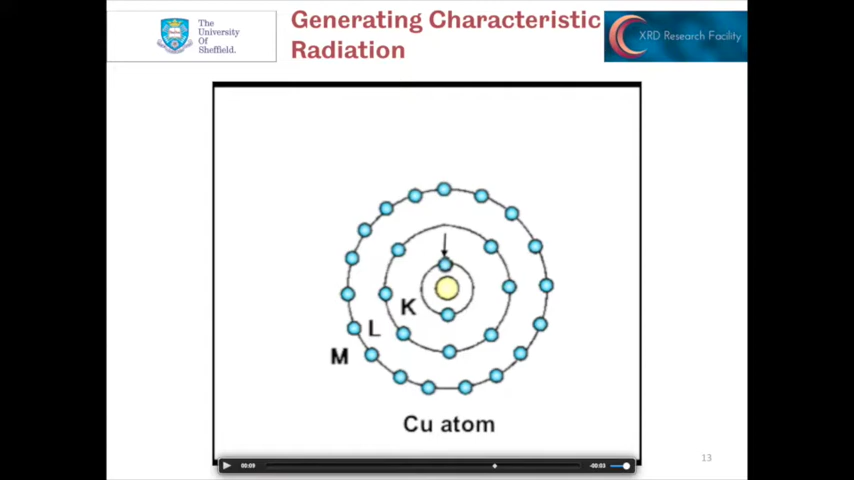 The
University
Of
Sheffield.
Generating Characteristic
Radiation
XRD Research Facility
K
L
M
Cu atom
00:09
-00:03
13